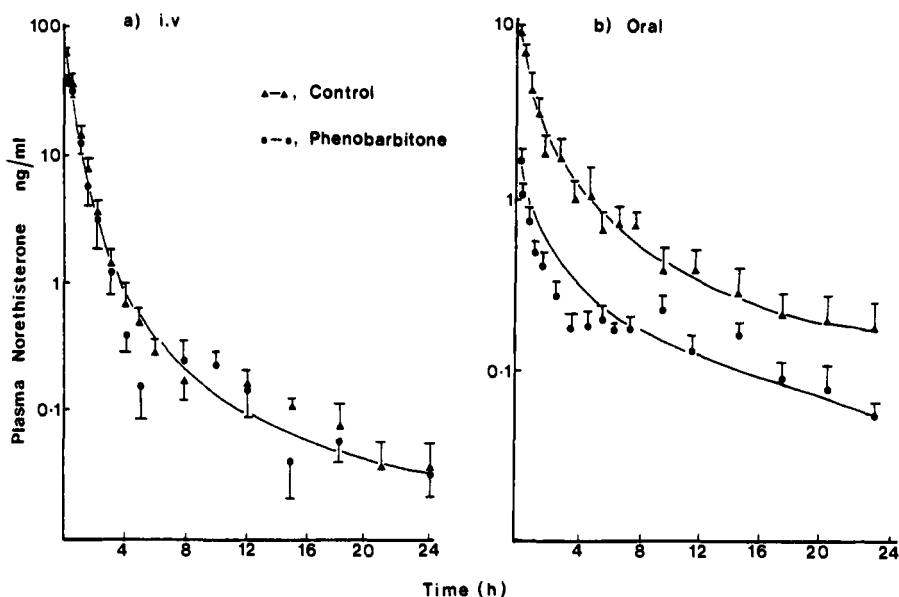 a) i.v
b) Oral
Plasma Norethisterone ng/ml
100
10
1
0·1
▲—▲, Control
●—●, Phenobarbitone
10
1
0·1
4 8 12 16 20 24
4 8 12 16 20 24
Time (h)